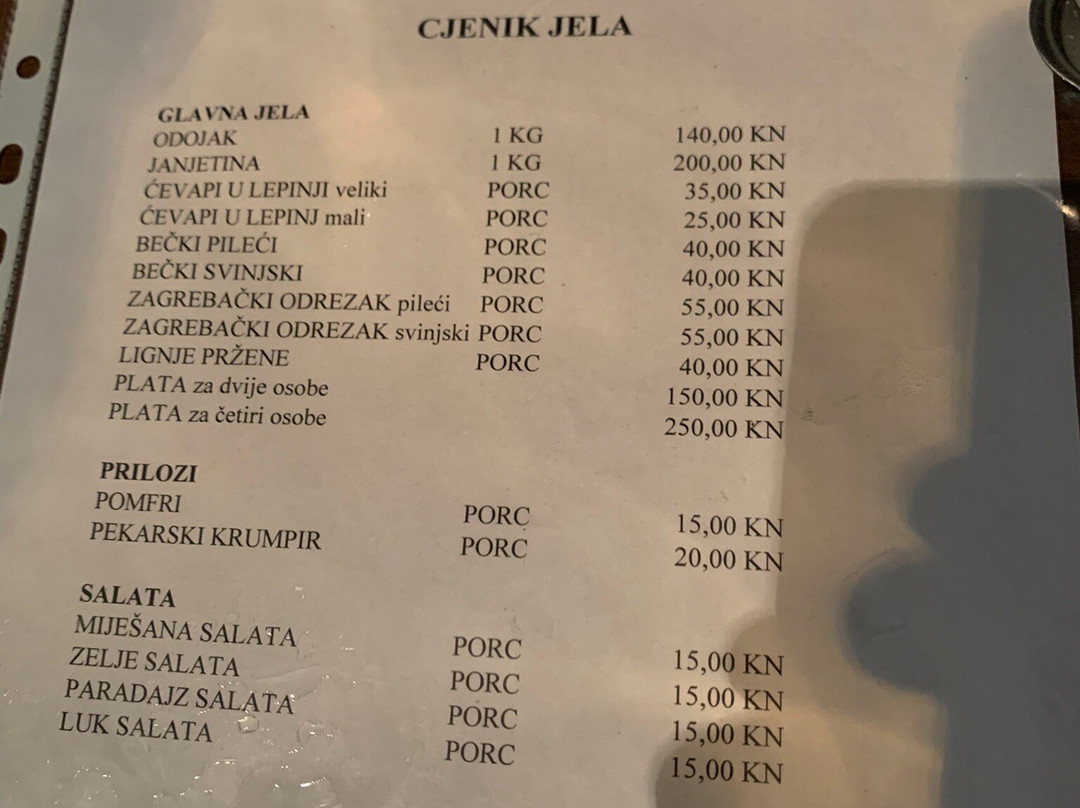 CJENIK JELA
GLAVNA JELA
ODOJAK 1 KG 140,00 KN
JANJETINA 1 KG 200,00 KN
ĆEVAPI U LEPINJI veliki PORC 35,00 KN
ĆEVAPI U LEPINJ mali PORC 25,00 KN
BEČKI PILEĆI PORC 40,00 KN
BEČKI SVINJSKI PORC 40,00 KN
ZAGREBAČKI ODREZAK pileći PORC 55,00 KN
ZAGREBAČKI ODREZAK svinjski PORC 55,00 KN
LIGNJE PRŽENE PORC 40,00 KN
PLATA za dvije osobe 150,00 KN
PLATA za četiri osobe 250,00 KN
PRILOZI
POMFRI PORC 15,00 KN
PEKARSKI KRUMPIR PORC 20,00 KN
SALATA
MIJEŠANA SALATA PORC 15,00 KN
ZELJE SALATA PORC 15,00 KN
PARADAJZ SALATA PORC 15,00 KN
LUK SALATA PORC 15,00 KN